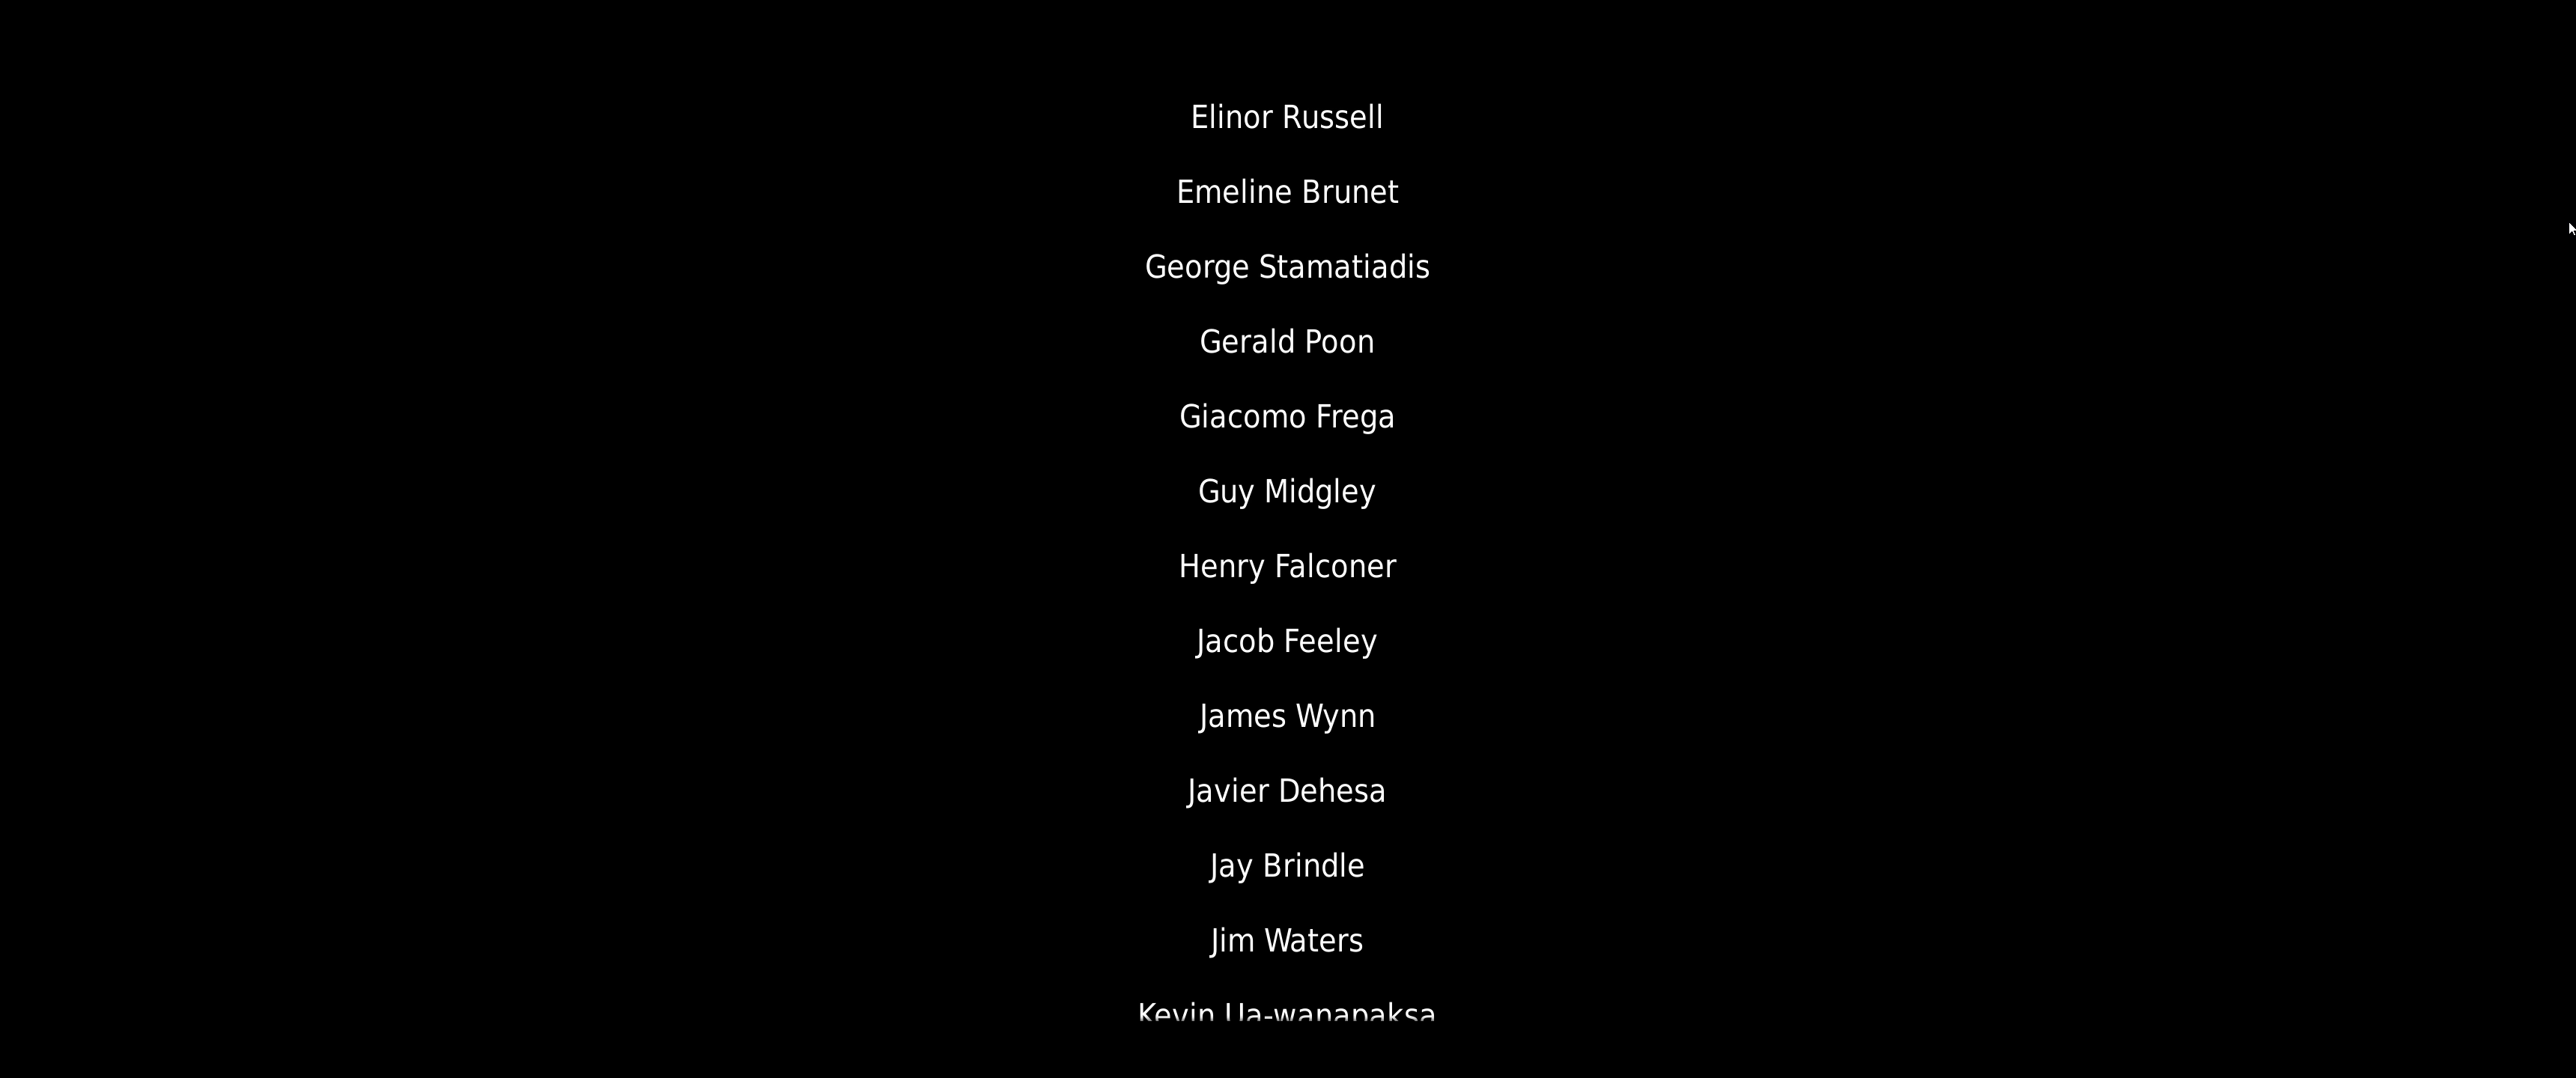 Elinor Russell
Emeline Brunet
George Stamatiadis
Gerald Poon
Giacomo Frega
Guy Midgley
Henry Falconer
Jacob Feeley
James Wynn
Javier Dehesa
Jay Brindle
Jim Waters
Kevin